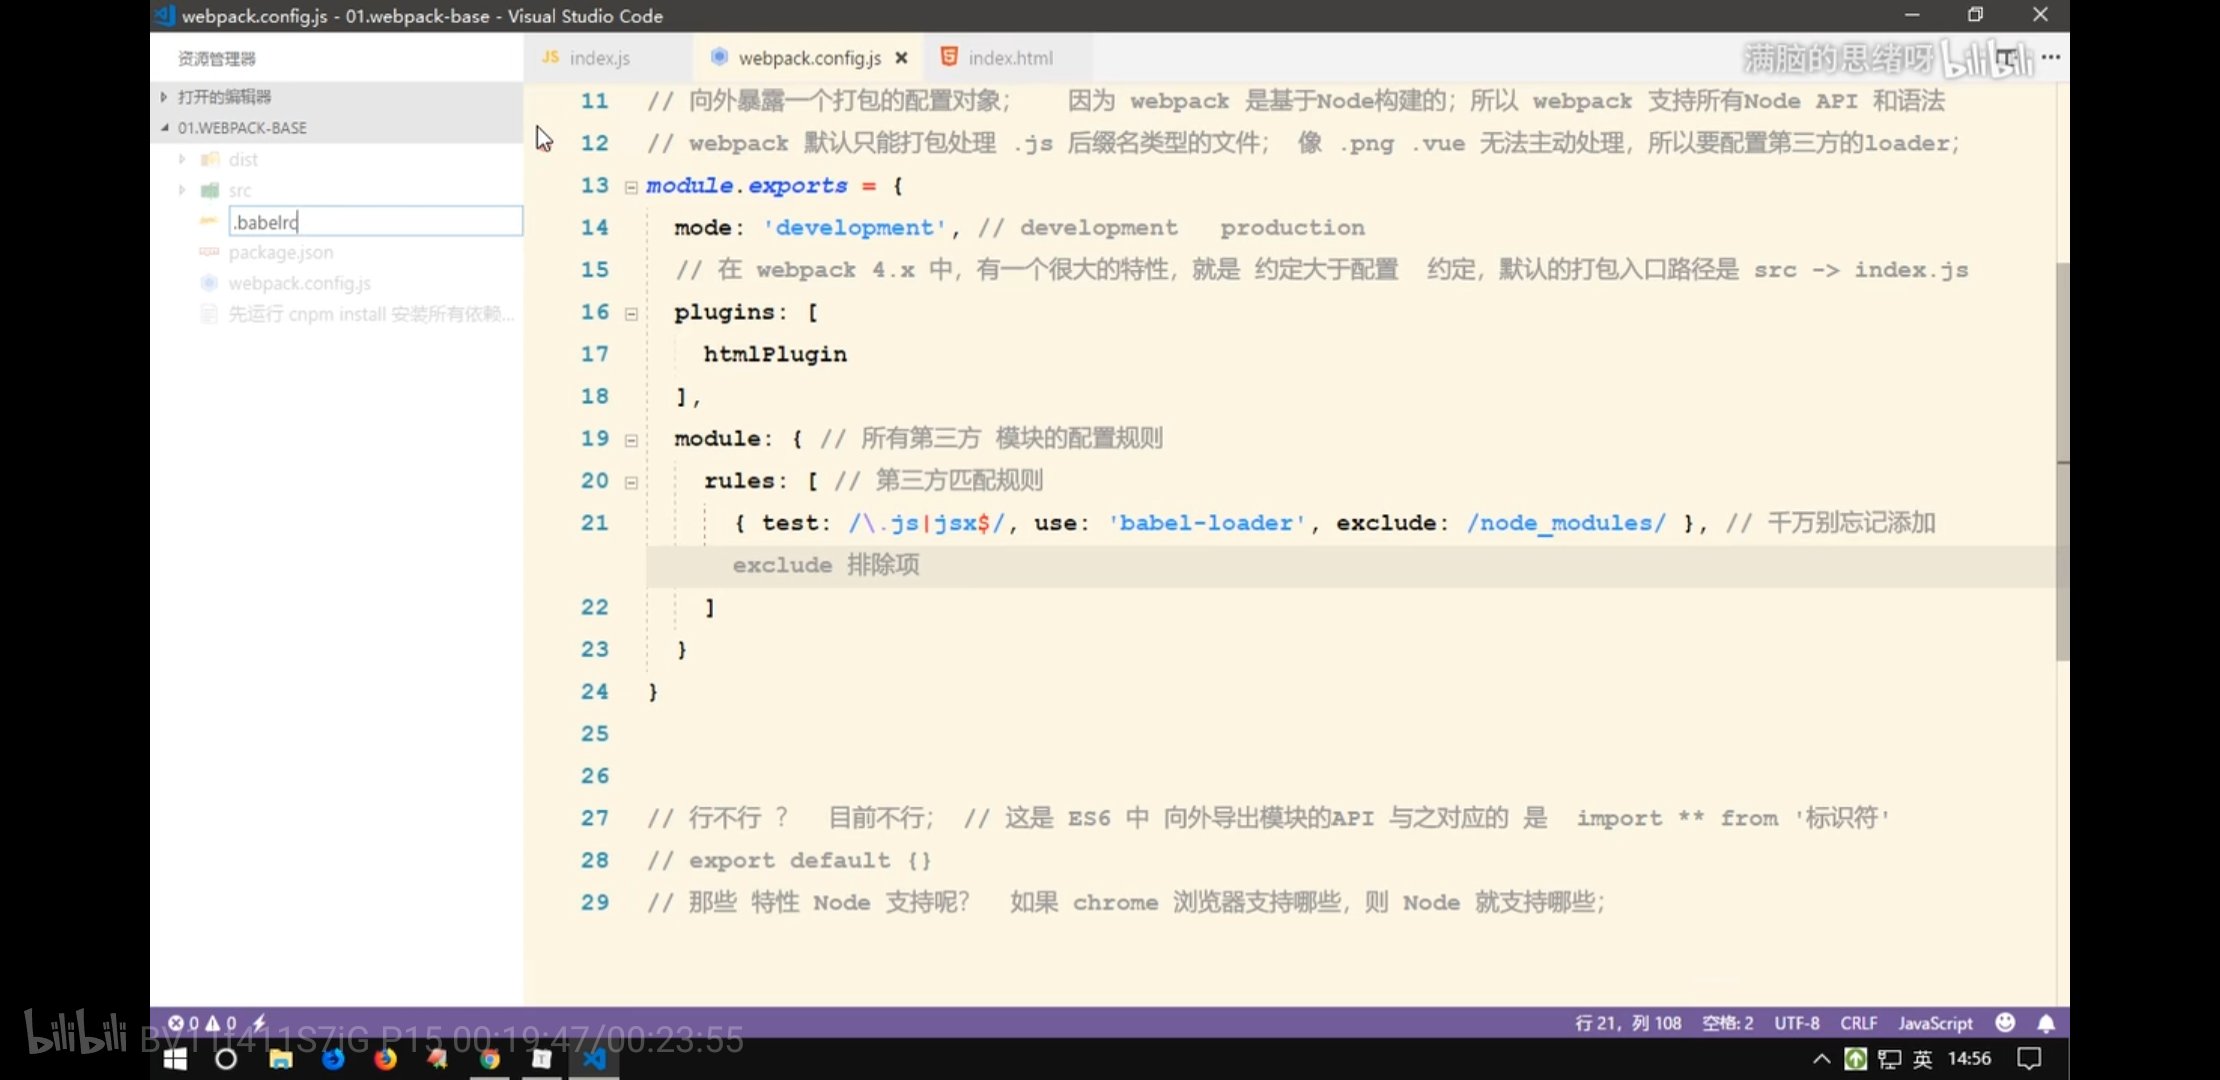 webpack.config.js - 01.webpack-base - Visual Studio Code
资源管理器
JS index.js
webpack.config.js
index.html
满脑的思绪呀 bilibili
打开的编辑器
01.WEBPACK-BASE
dist
src
.babelrc
package.json
webpack.config.js
先运行 cnpm install 安装所有依赖...
11 // 向外暴露一个打包的配置对象; 因为 webpack 是基于Node构建的;所以 webpack 支持所有Node API 和语法
12 // webpack 默认只能打包处理 .js 后缀名类型的文件; 像 .png .vue 无法主动处理,所以要配置第三方的loader;
13 module.exports = {
14 mode: 'development', // development production
15 // 在 webpack 4.x 中,有一个很大的特性,就是 约定大于配置 约定,默认的打包入口路径是 src -> index.js
16 plugins: [
17 htmlPlugin
18 ],
19 module: { // 所有第三方 模块的配置规则
20 rules: [ // 第三方匹配规则
21 { test: /\.js|jsx$/, use: 'babel-loader', exclude: /node_modules/ }, // 千万别忘记添加
exclude 排除项
22 ]
23 }
24 }
25
26
27 // 行不行 ? 目前不行; // 这是 ES6 中 向外导出模块的API 与之对应的 是 import ** from '标识符'
28 // export default {}
29 // 那些 特性 Node 支持呢? 如果 chrome 浏览器支持哪些,则 Node 就支持哪些;
0 0
行 21,列 108 空格: 2 UTF-8 CRLF JavaScript
bilibili P15 00:19:47/00:23:55
英 14:56